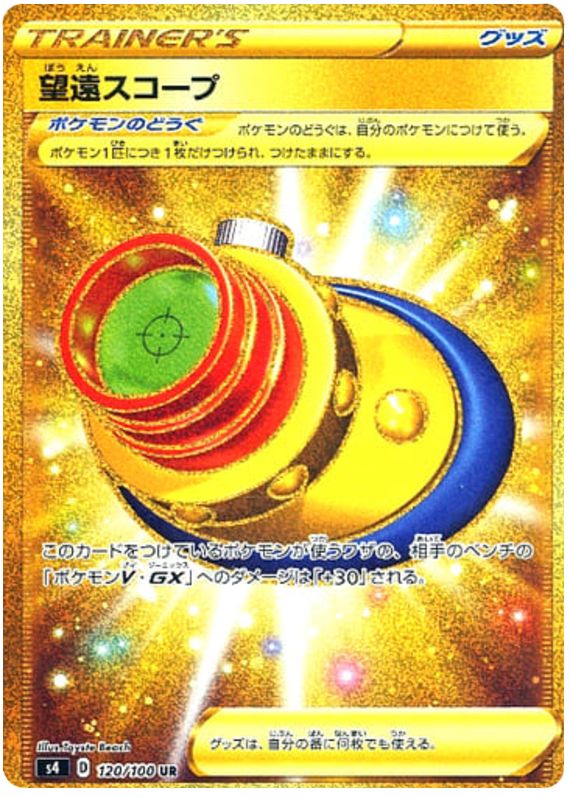 TRAINER'S グッズ
望遠スコープ
ポケモンのどうぐ ポケモンのどうぐは、自分のポケモンにつけて使う。
ポケモン1匹につき1枚だけつけられ、つけたままにする。
このカードをつけているポケモンが使うワザの、相手のベンチの
「ポケモンV・GX」へのダメージは「+30」される。
Illus. Toyste Beach
グッズは、自分の番に何枚でも使える。
s4 D 120/100 UR